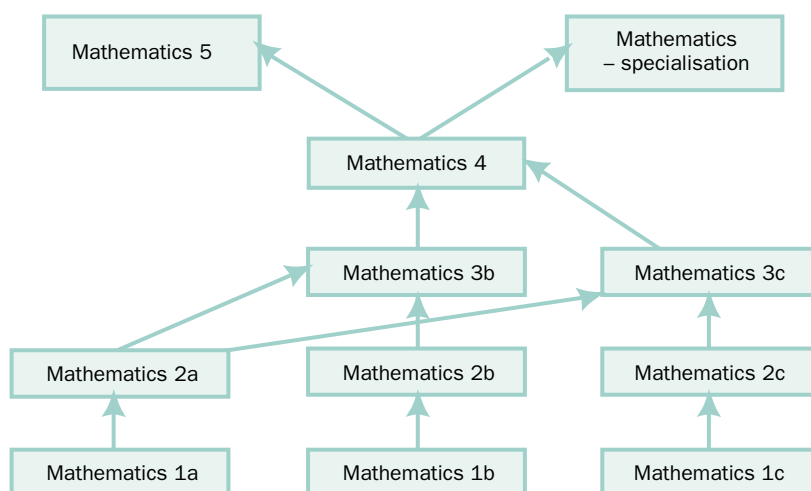 Mathematics 5
Mathematics
– specialisation
Mathematics 4
Mathematics 3b
Mathematics 3c
Mathematics 2a
Mathematics 2b
Mathematics 2c
Mathematics 1a
Mathematics 1b
Mathematics 1c